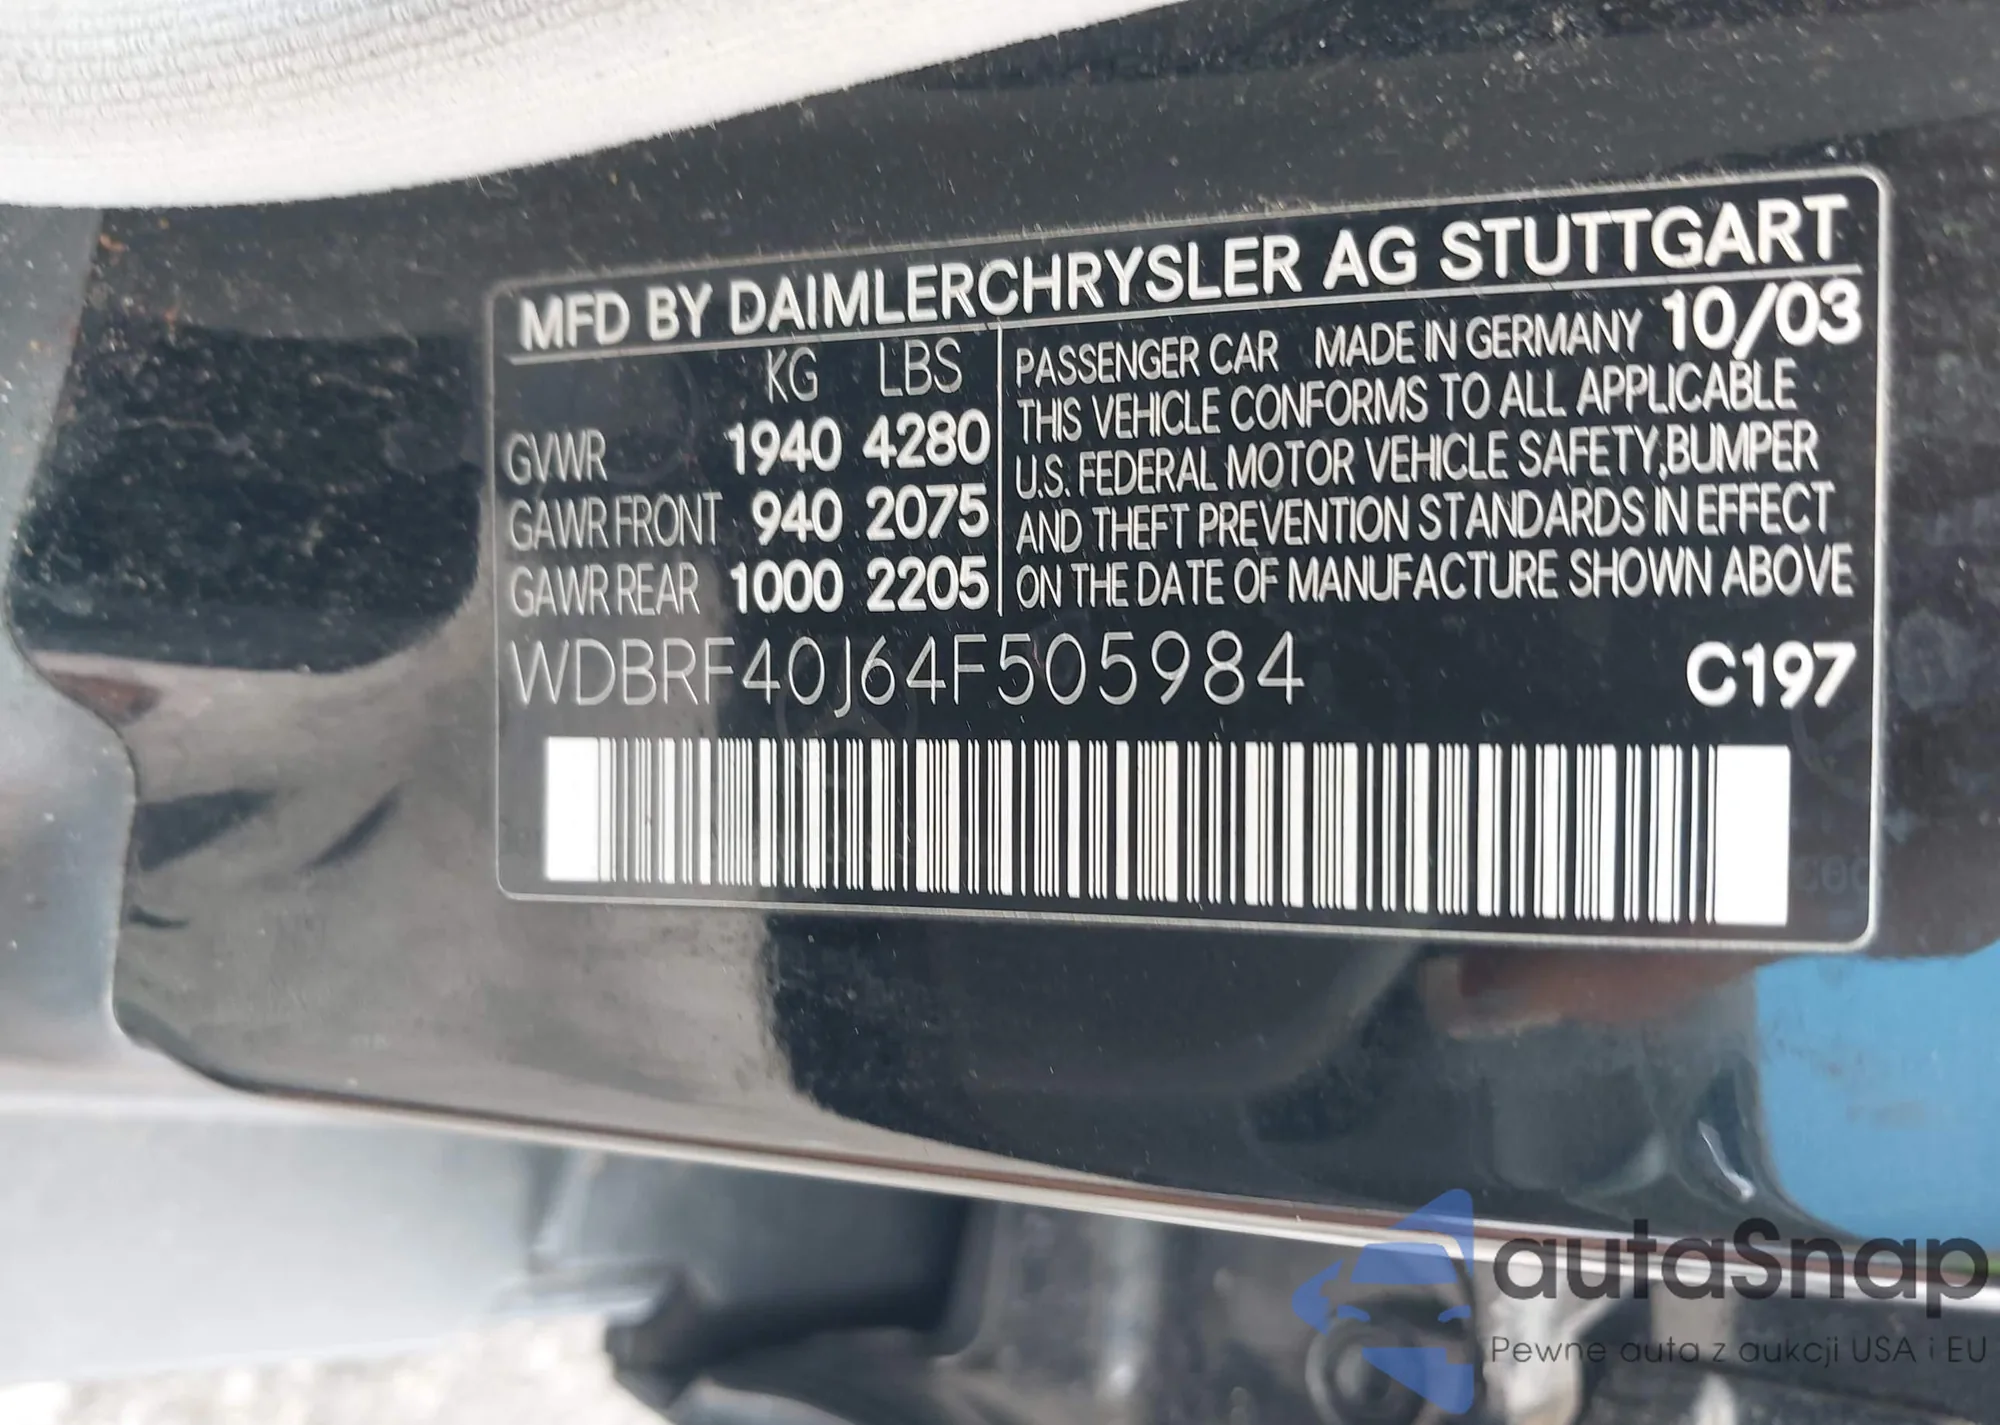 MFD BY DAIMLERCHRYSLER AG STUTTGART
KG LBS
GVWR 1940 4280
GAWR FRONT 940 2075
GAWR REAR 1000 2205
PASSENGER CAR MADE IN GERMANY 10/03
THIS VEHICLE CONFORMS TO ALL APPLICABLE
U.S. FEDERAL MOTOR VEHICLE SAFETY,BUMPER
AND THEFT PREVENTION STANDARDS IN EFFECT
ON THE DATE OF MANUFACTURE SHOWN ABOVE
WDBRF40J64F505984 C197
autaSnap
Pewne auta z aukcji USA i EU